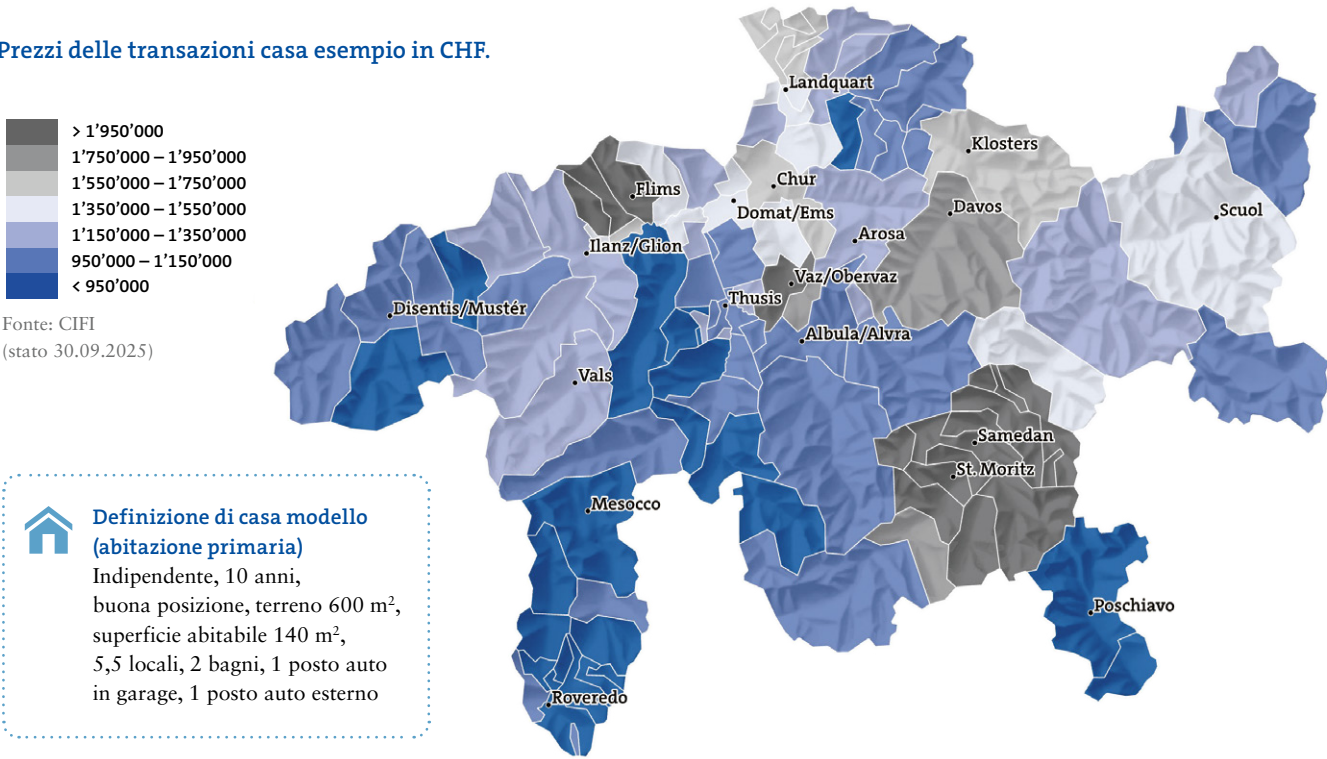 Prezzi delle transazioni casa esempio in CHF.
> 1’950’000
1’750’000 – 1’950’000
1’550’000 – 1’750’000
1’350’000 – 1’550’000
1’150’000 – 1’350’000
950’000 – 1’150’000
< 950’000
Fonte: CIFI
(stato 30.09.2025)
Landquart
Klosters
Chur
Flims
Domat/Ems
Davos
Scuol
Arosa
Ilanz/Glion
Vaz/Obervaz
Thusis
Disentis/Mustér
Albula/Alvra
Vals
Samedan
St. Moritz
Mesocco
Poschiavo
Roveredo
Definizione di casa modello
(abitazione primaria)
Indipendente, 10 anni,
buona posizione, terreno 600 m²,
superficie abitabile 140 m²,
5,5 locali, 2 bagni, 1 posto auto
in garage, 1 posto auto esterno